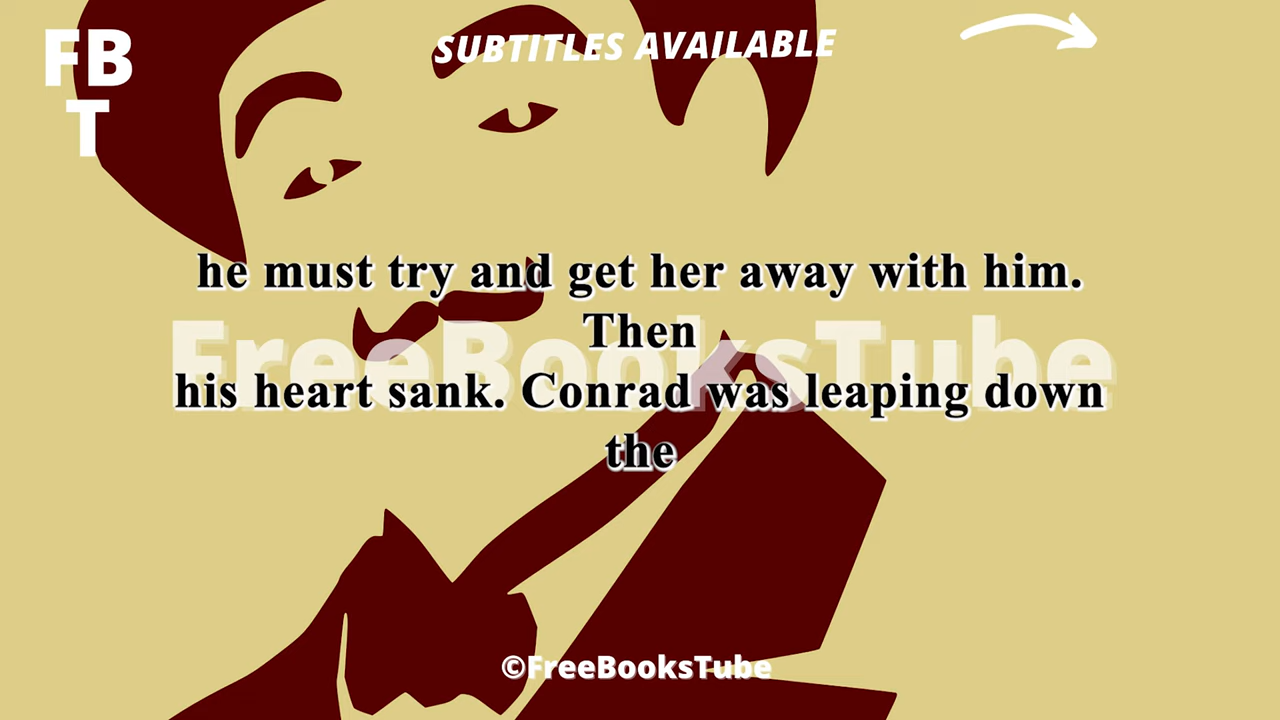 FB
T
SUBTITLES AVAILABLE
he must try and get her away with him.
Then
FreeBooksTube
his heart sank. Conrad was leaping down
the
©FreeBooksTube